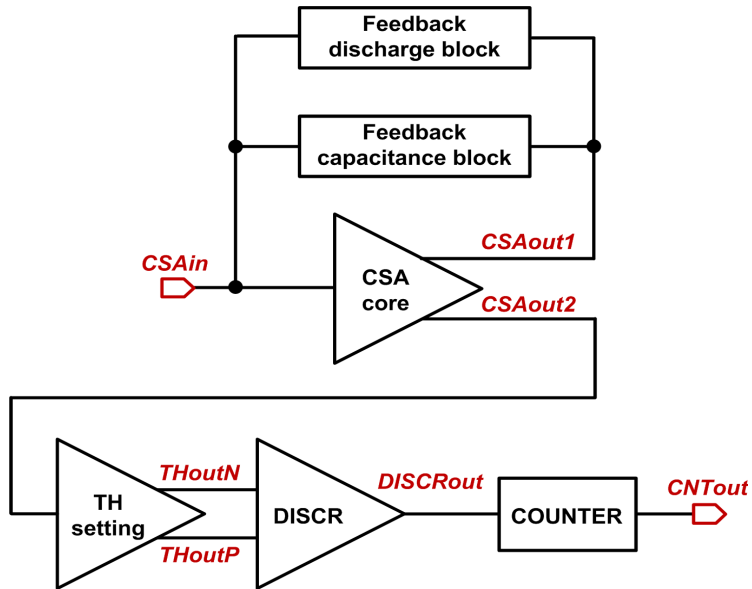 Feedback
discharge block
Feedback
capacitance block
CSAout1
CSAin
CSA
core
CSAout2
THoutN
DISCRout
CNTout
TH
setting
DISCR
COUNTER
THoutP